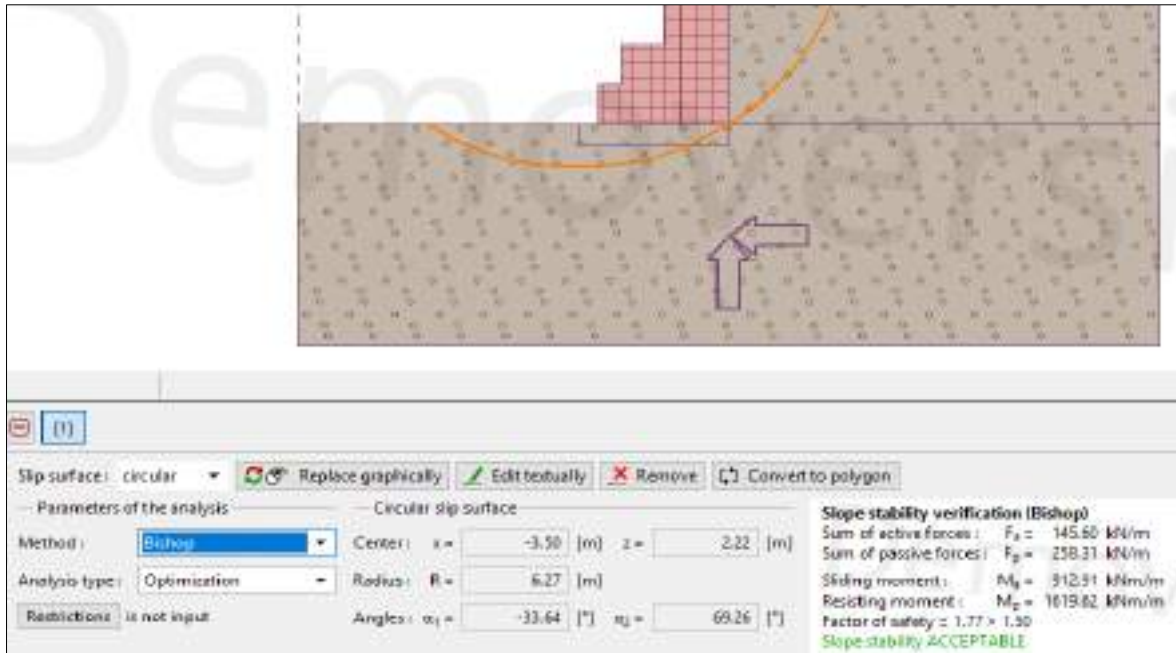 Demovers
[1]
Slip surface: circular Replace graphically Edit textually Remove Convert to polygon
Parameters of the analysis Circular slip surface
Method: Bishop Center: x = -3.50 [m] z = 2.22 [m]
Analysis type: Optimization Radius: R = 6.27 [m]
Restrictions is not input Angles: α₁ = -33.64 [°] α₂ = 69.26 [°]
Slope stability verification (Bishop)
Sum of active forces: Fₐ = 145.60 kN/m
Sum of passive forces: Fₚ = 258.31 kN/m
Sliding moment: Mₐ = 912.91 kNm/m
Resisting moment: Mₚ = 1619.62 kNm/m
Factor of safety = 1.77 > 1.50
Slope stability ACCEPTABLE